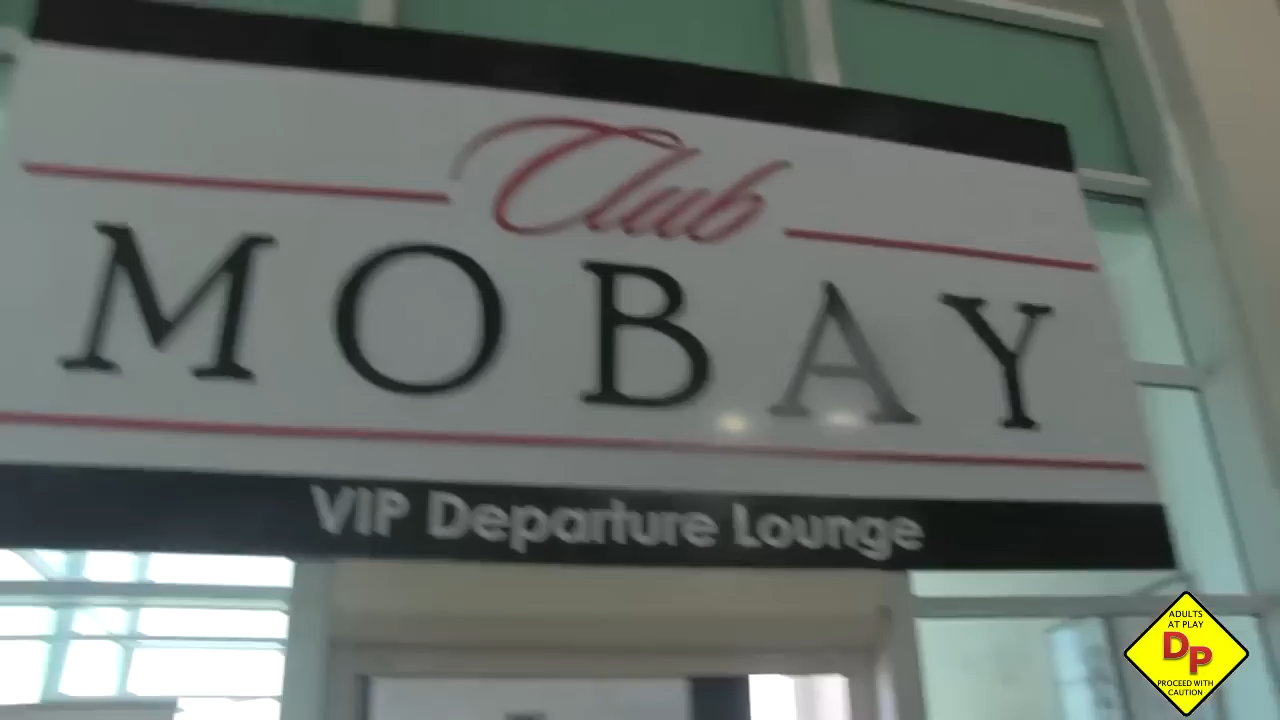 Club
MOBAY
VIP Departure Lounge
ADULTS
AT PLAY
DP
PROCEED WITH
CAUTION